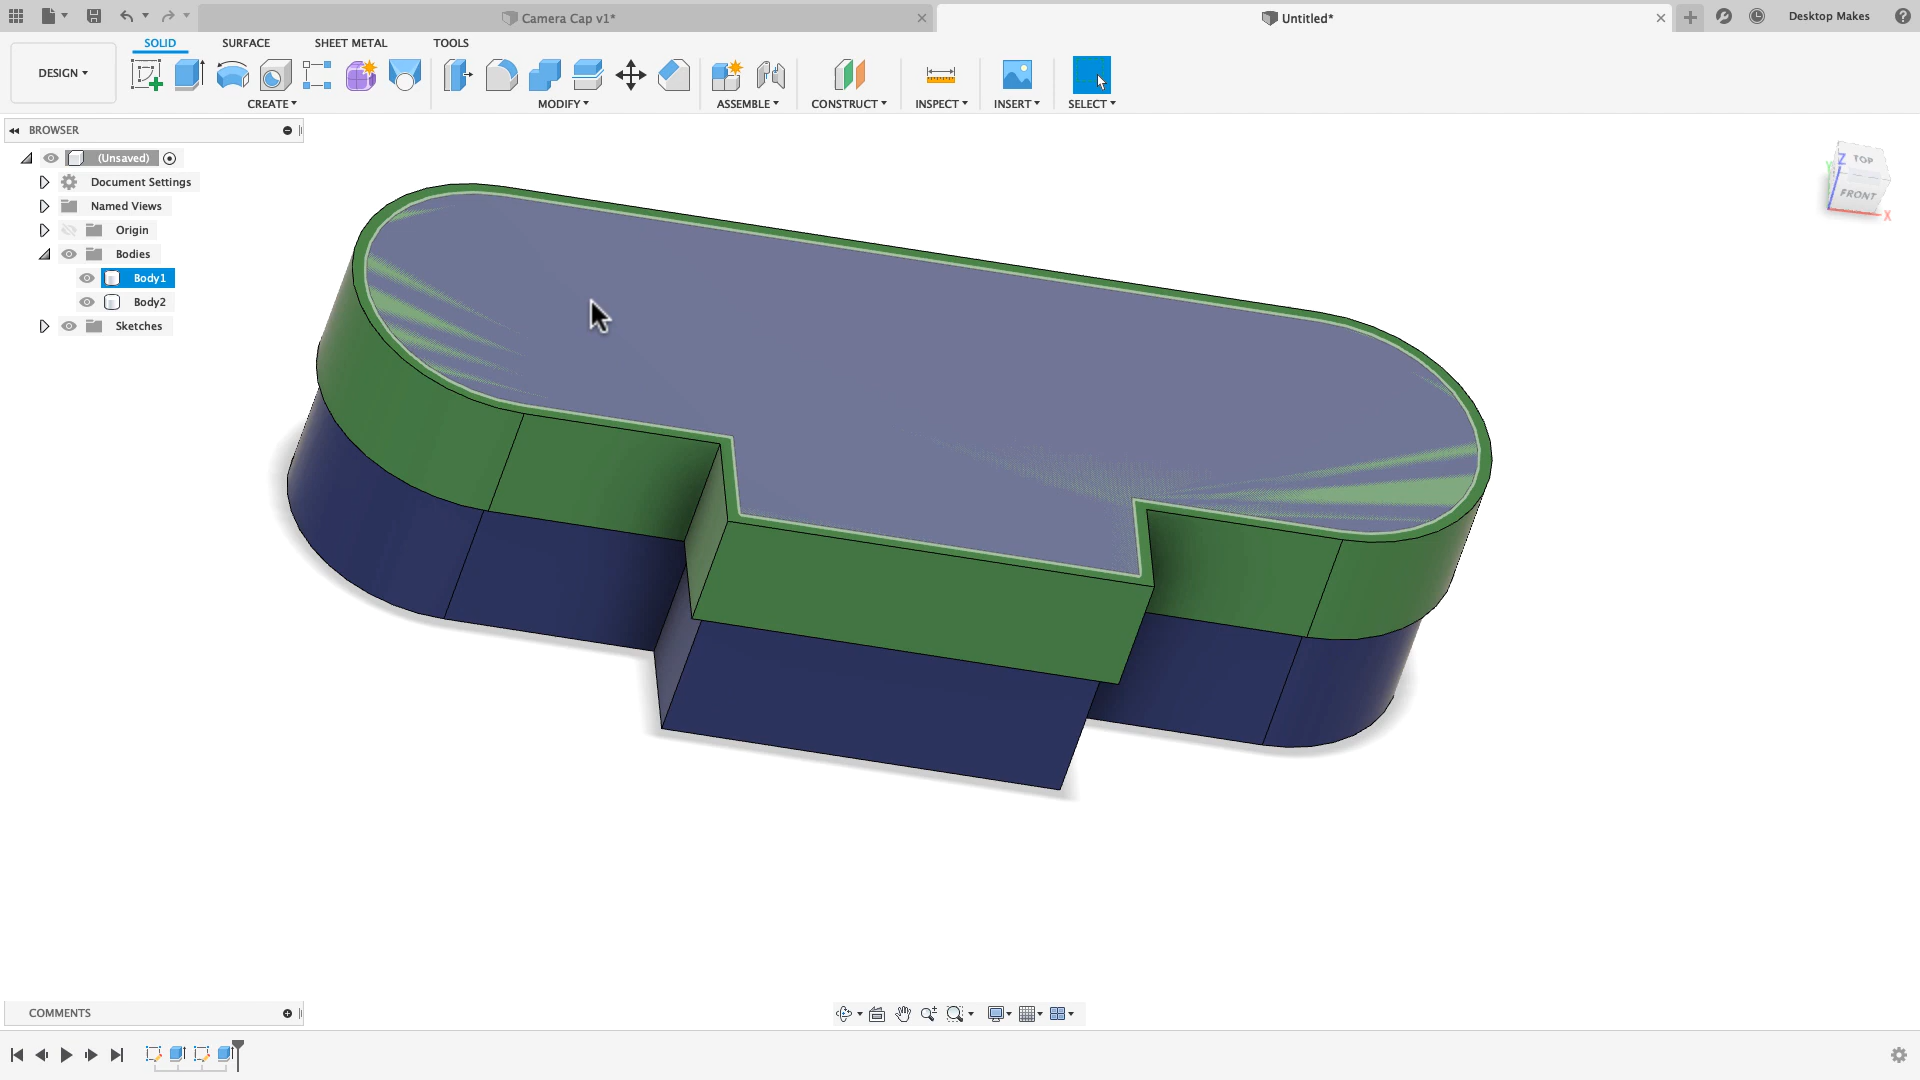 Camera Cap v1*
Untitled*
Desktop Makes
DESIGN
SOLID
SURFACE
SHEET METAL
TOOLS
CREATE
MODIFY
ASSEMBLE
CONSTRUCT
INSPECT
INSERT
SELECT
BROWSER
(Unsaved)
Document Settings
Named Views
Origin
Bodies
Body1
Body2
Sketches
TOP
FRONT
Z
Y
X
COMMENTS